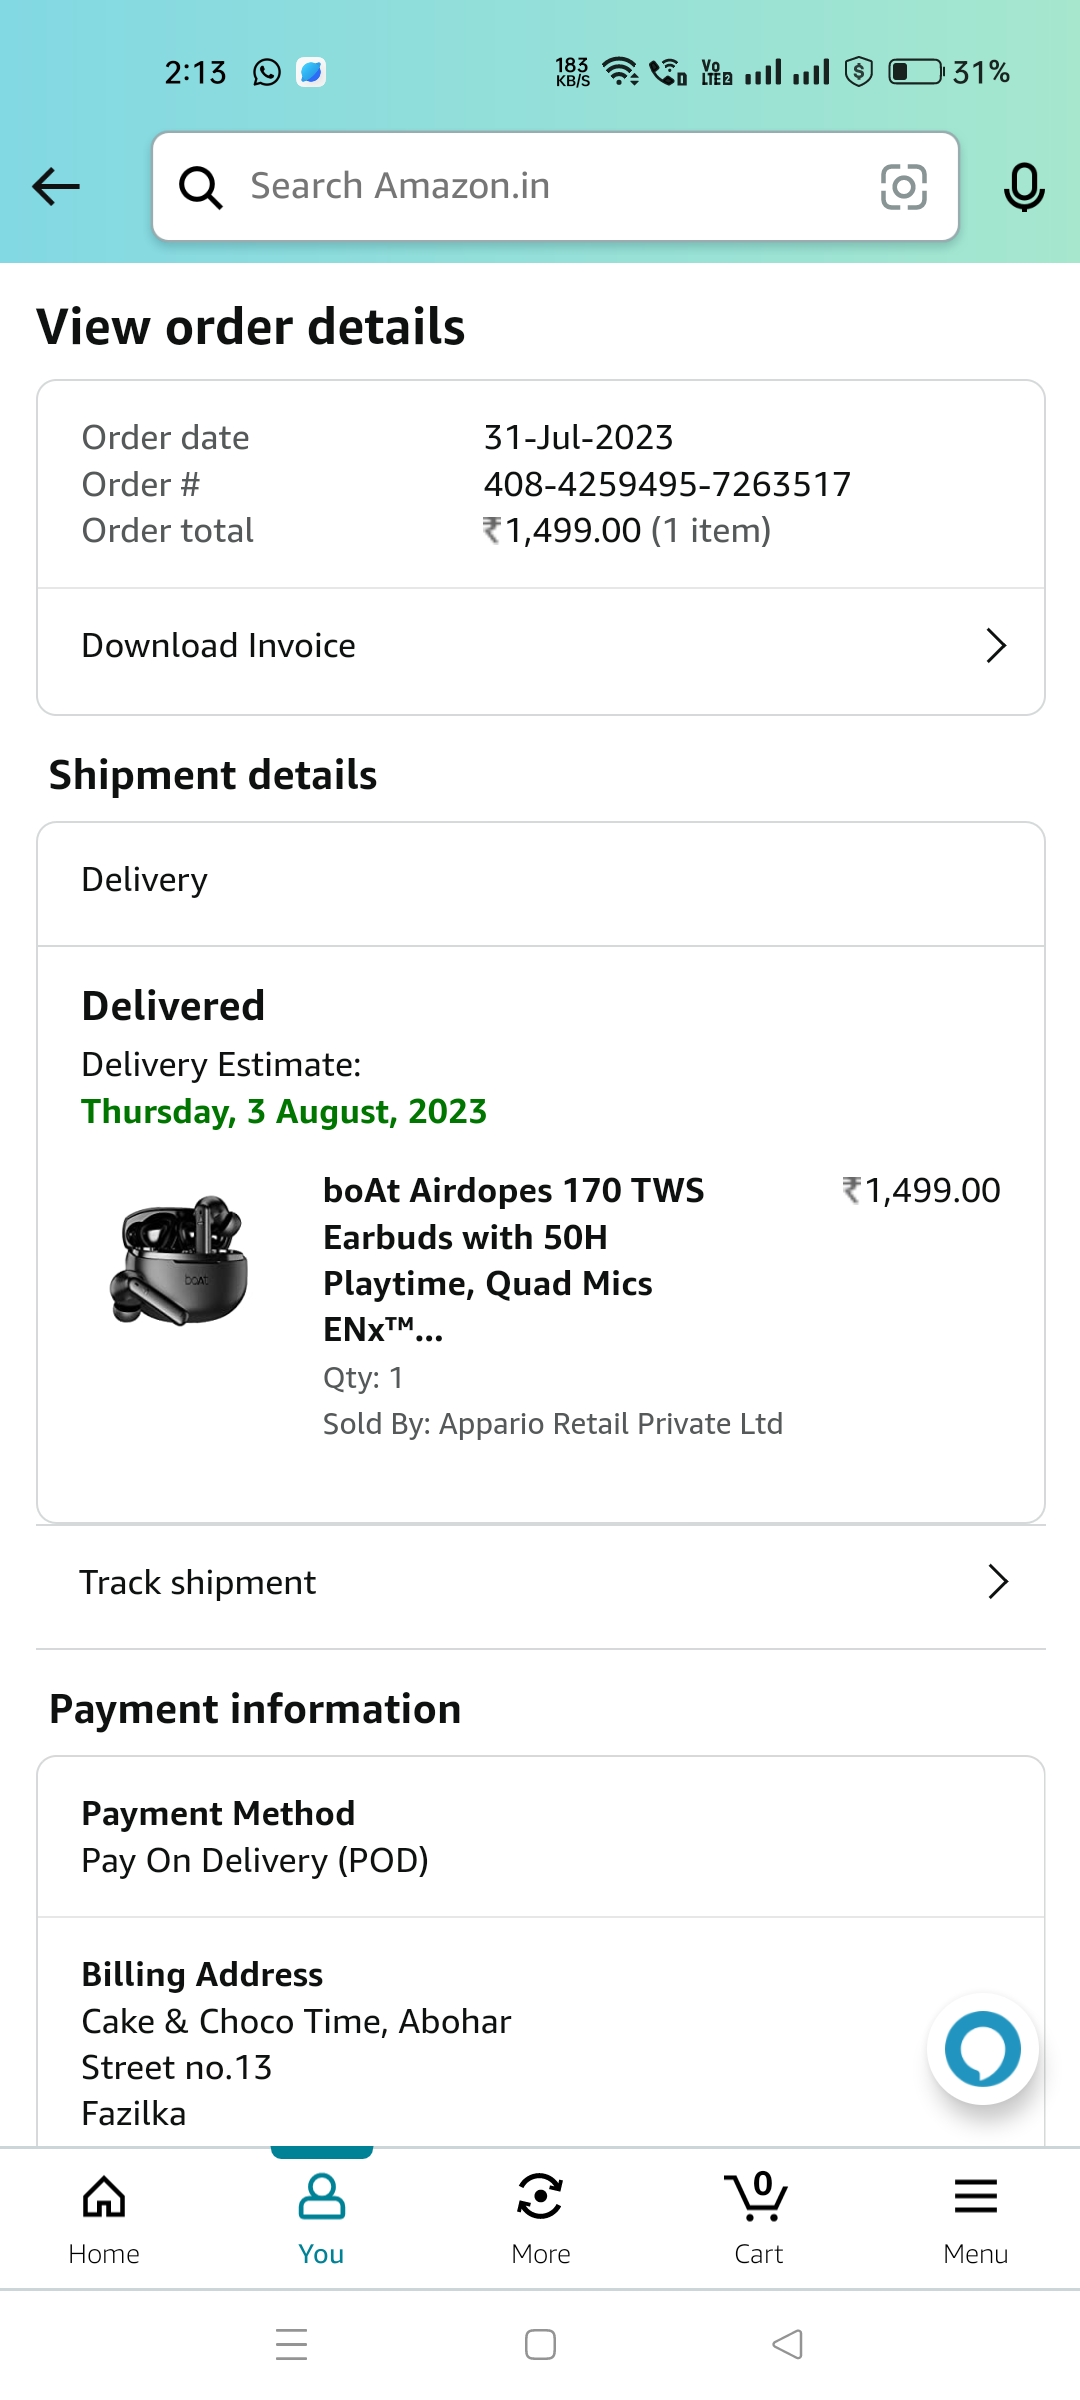 2:13
183 KB/S
Vo LTE 2
31%
Search Amazon.in
View order details
Order date 31-Jul-2023
Order # 408-4259495-7263517
Order total ₹1,499.00 (1 item)
Download Invoice
Shipment details
Delivery
Delivered
Delivery Estimate:
Thursday, 3 August, 2023
boAt Airdopes 170 TWS ₹1,499.00
Earbuds with 50H
Playtime, Quad Mics
ENx™...
boAt
Qty: 1
Sold By: Appario Retail Private Ltd
Track shipment
Payment information
Payment Method
Pay On Delivery (POD)
Billing Address
Cake & Choco Time, Abohar
Street no.13
Fazilka
0
Home You More Cart Menu